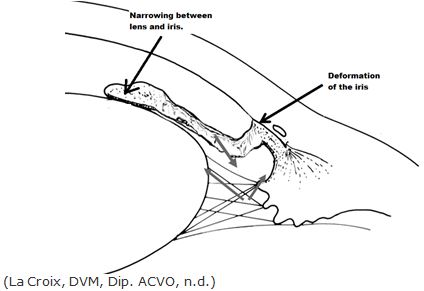 Narrowing between
lens and iris.
Deformation
of the iris
(La Croix, DVM, Dip. ACVO, n.d.)